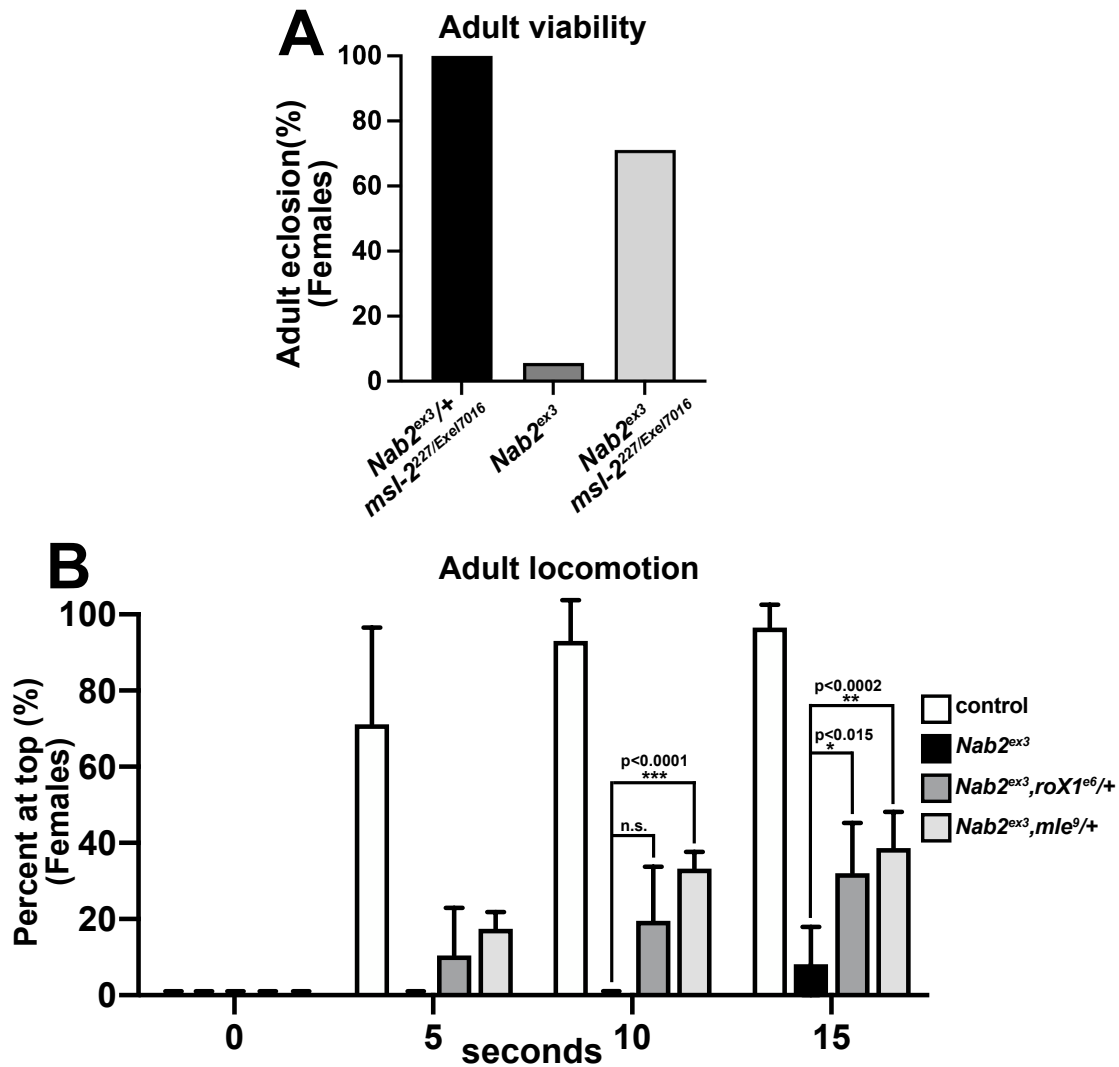 A
Adult viability
Adult eclosion(%)
(Females)
100
80
60
40
20
0
Nab2ex3/+
msl-2227/Exel7016
Nab2ex3
Nab2ex3
msl-2227/Exel7016
B
Adult locomotion
Percent at top (%)
(Females)
100
80
60
40
20
0
n.s.
p<0.0001
***
p<0.0002
**
p<0.015
*
control
Nab2ex3
Nab2ex3,roX1e6/+
Nab2ex3,mle9/+
0
5
10
15
seconds